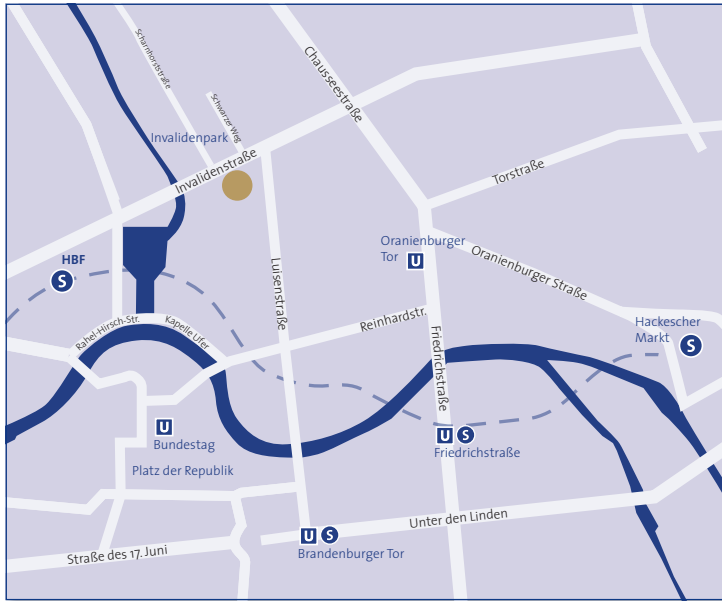 Scharnhorststraße
Chausseestraße
Schwarzer Weg
Invalidenpark
Invalidenstraße
Torstraße
Oranienburger
Tor
U
Oranienburger Straße
HBF
S
Luisenstraße
Rahel-Hirsch-Str.
Kapelle Ufer
Reinhardstr.
Friedrichstraße
Hackescher
Markt
S
U
Bundestag
U S
Friedrichstraße
Platz der Republik
Unter den Linden
U S
Brandenburger Tor
Straße des 17. Juni